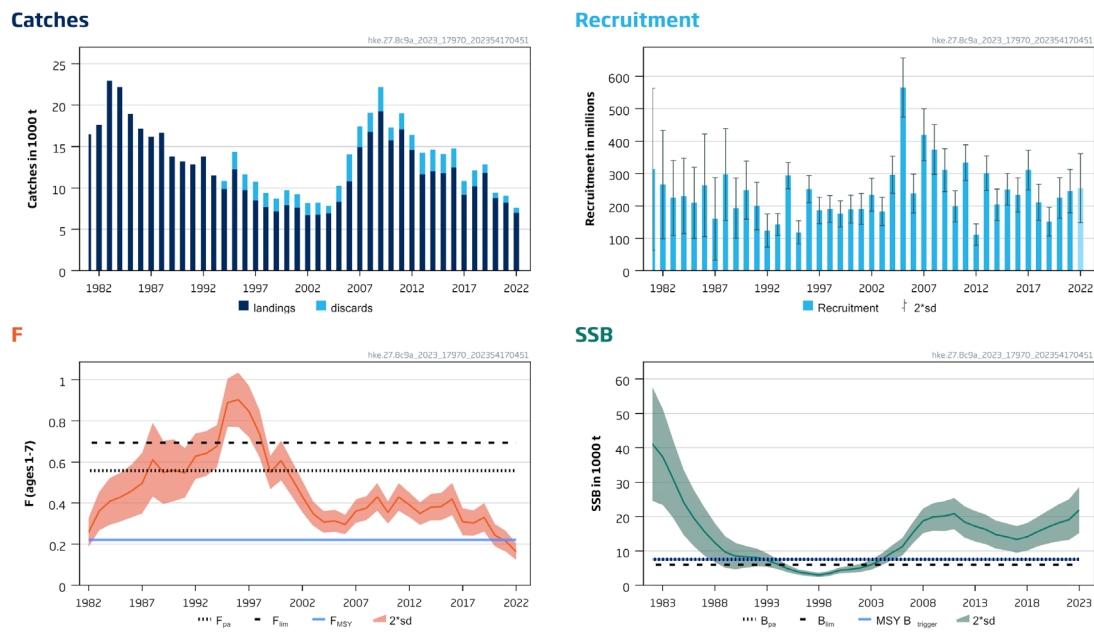 Catches
hke.27.8c9a_2023_17970_202354170451
Catches in 1000 t
25
20
15
10
5
0
1982 1987 1992 1997 2002 2007 2012 2017 2022
landings discards
Recruitment
hke.27.8c9a_2023_17970_202354170451
Recruitment in millions
600
500
400
300
200
100
0
1982 1987 1992 1997 2002 2007 2012 2017 2022
Recruitment 2*sd
F
hke.27.8c9a_2023_17970_202354170451
F (ages 1-7)
1
0.8
0.6
0.4
0.2
0
1982 1987 1992 1997 2002 2007 2012 2017 2022
Fpa Flim FMSY 2*sd
SSB
hke.27.8c9a_2023_17970_202354170451
SSB in 1000 t
60
50
40
30
20
10
0
1983 1988 1993 1998 2003 2008 2013 2018 2023
Bpa Blim MSY Btrigger 2*sd